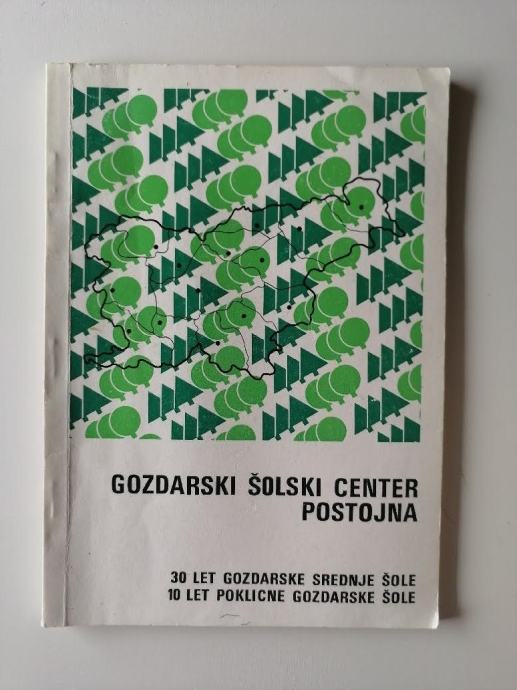 GOZDARSKI ŠOLSKI CENTER
POSTOJNA
30 LET GOZDARSKE SREDNJE ŠOLE
10 LET POKLICNE GOZDARSKE ŠOLE